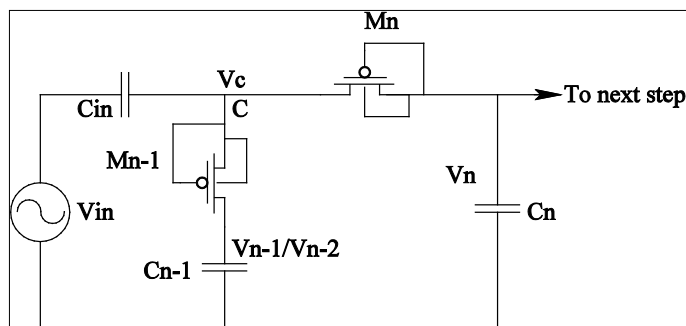 Mn
Vc
Cin
C
To next step
Mn-1
Vin
Vn
Vn-1/Vn-2
Cn-1
Cn